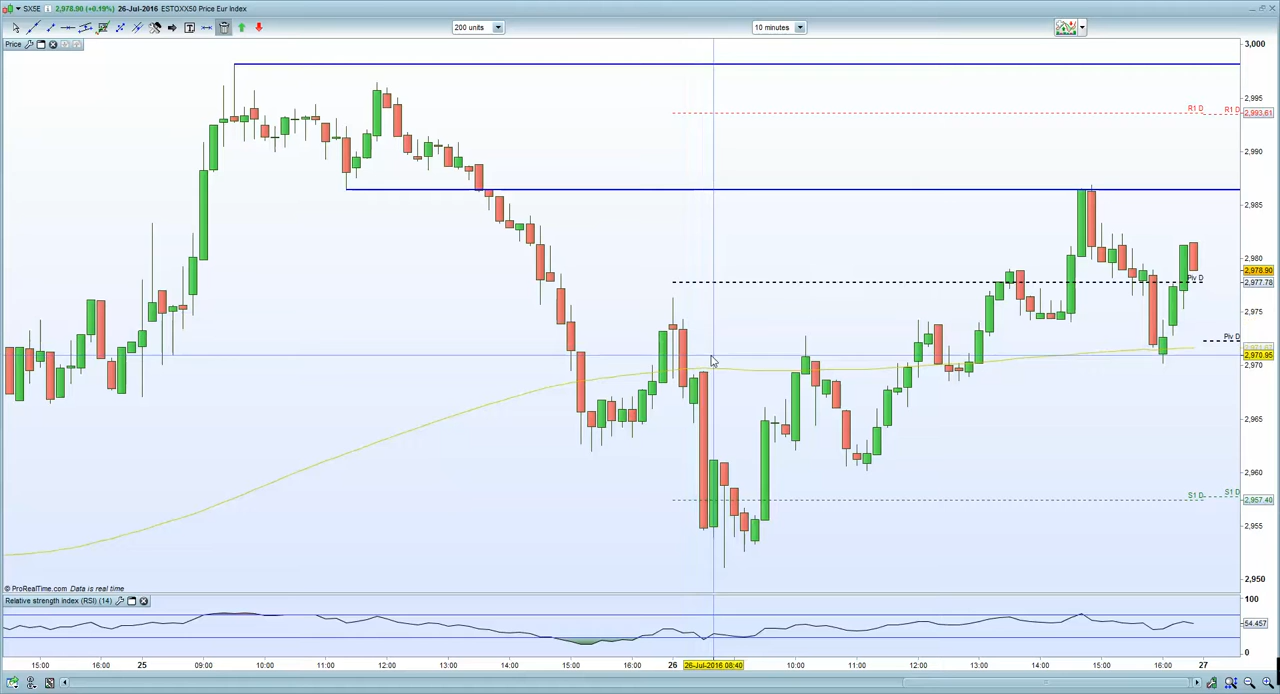 SX5E 2,978.90 (+0.19%) 26-Jul-2016 ESTOXX50 Price Eur Index
200 units 10 minutes
Price
3,000
2,995
R1 D R1 D 2,993.61
2,990
2,985
2,980
2,978.90
Piv D 2,977.78
2,975
Piv D
2,970.95
2,970
2,965
2,960
S1 D S1 D 2,957.40
2,955
2,950
© ProRealTime.com Data is real time
Relative strength index (RSI) (14)
100
54.457
0
15:00 16:00 25 09:00 10:00 11:00 12:00 13:00 14:00 15:00 16:00 26 26-Jul-2016 08:40 10:00 11:00 12:00 13:00 14:00 15:00 16:00 27